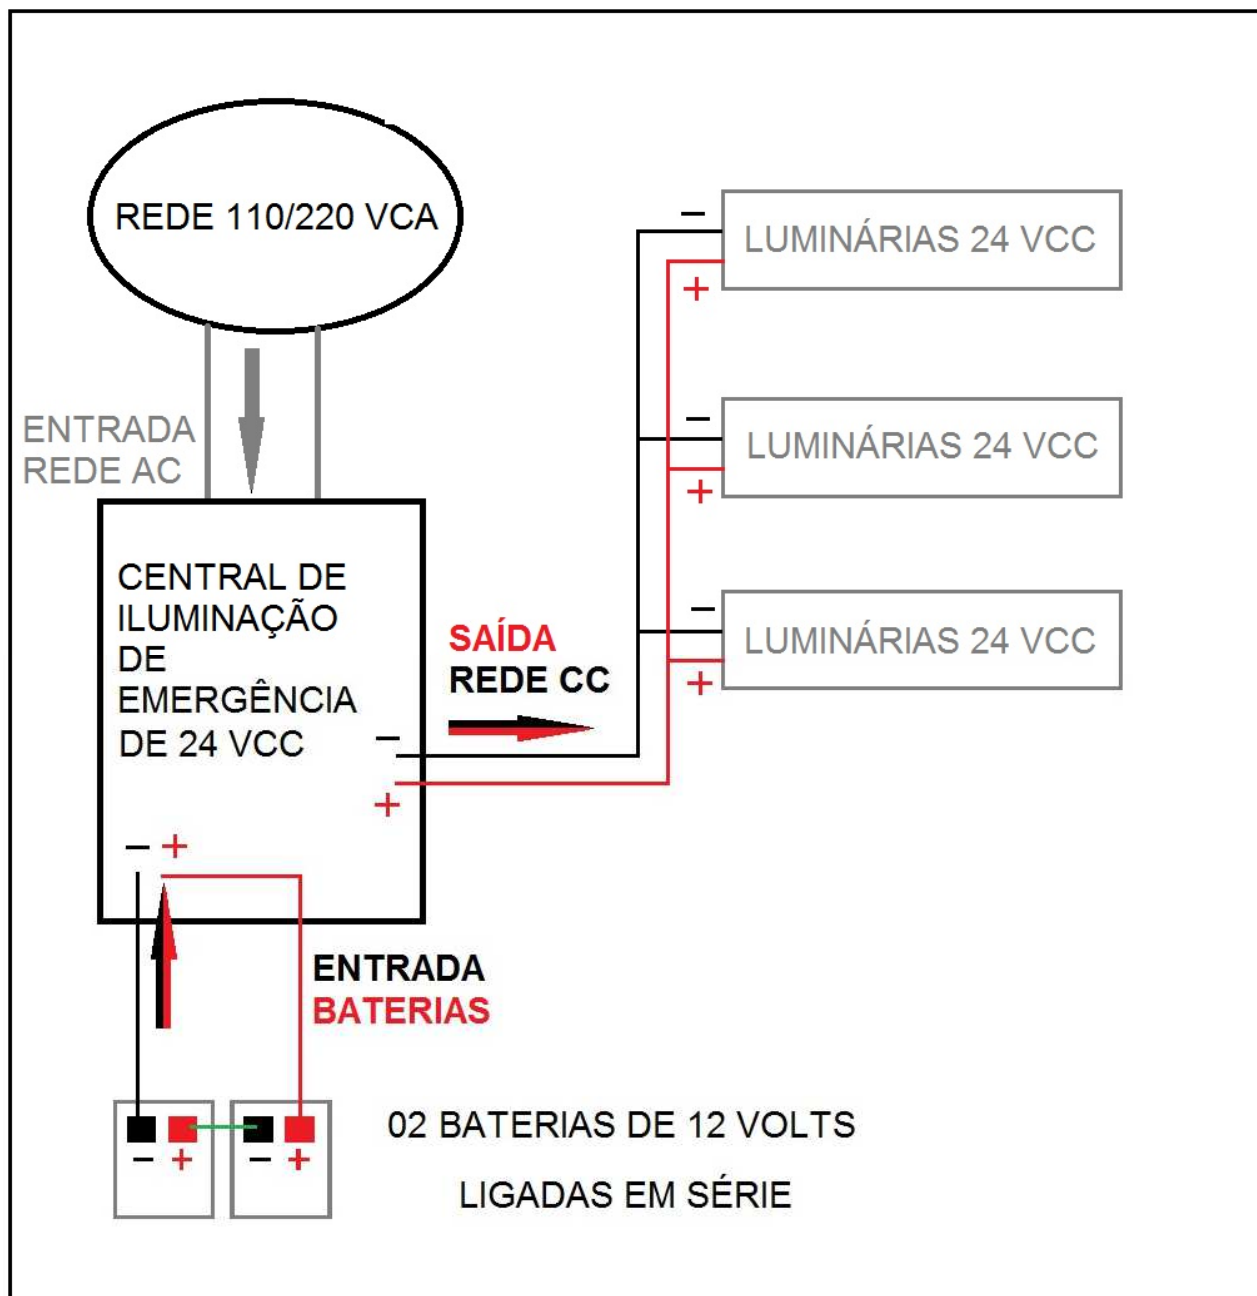 REDE 110/220 VCA
ENTRADA
REDE AC
CENTRAL DE
ILUMINAÇÃO
DE
EMERGÊNCIA
DE 24 VCC
−
+
− +
SAÍDA
REDE CC
−
LUMINÁRIAS 24 VCC
+
−
LUMINÁRIAS 24 VCC
+
−
LUMINÁRIAS 24 VCC
+
ENTRADA
BATERIAS
− + − +
02 BATERIAS DE 12 VOLTS
LIGADAS EM SÉRIE